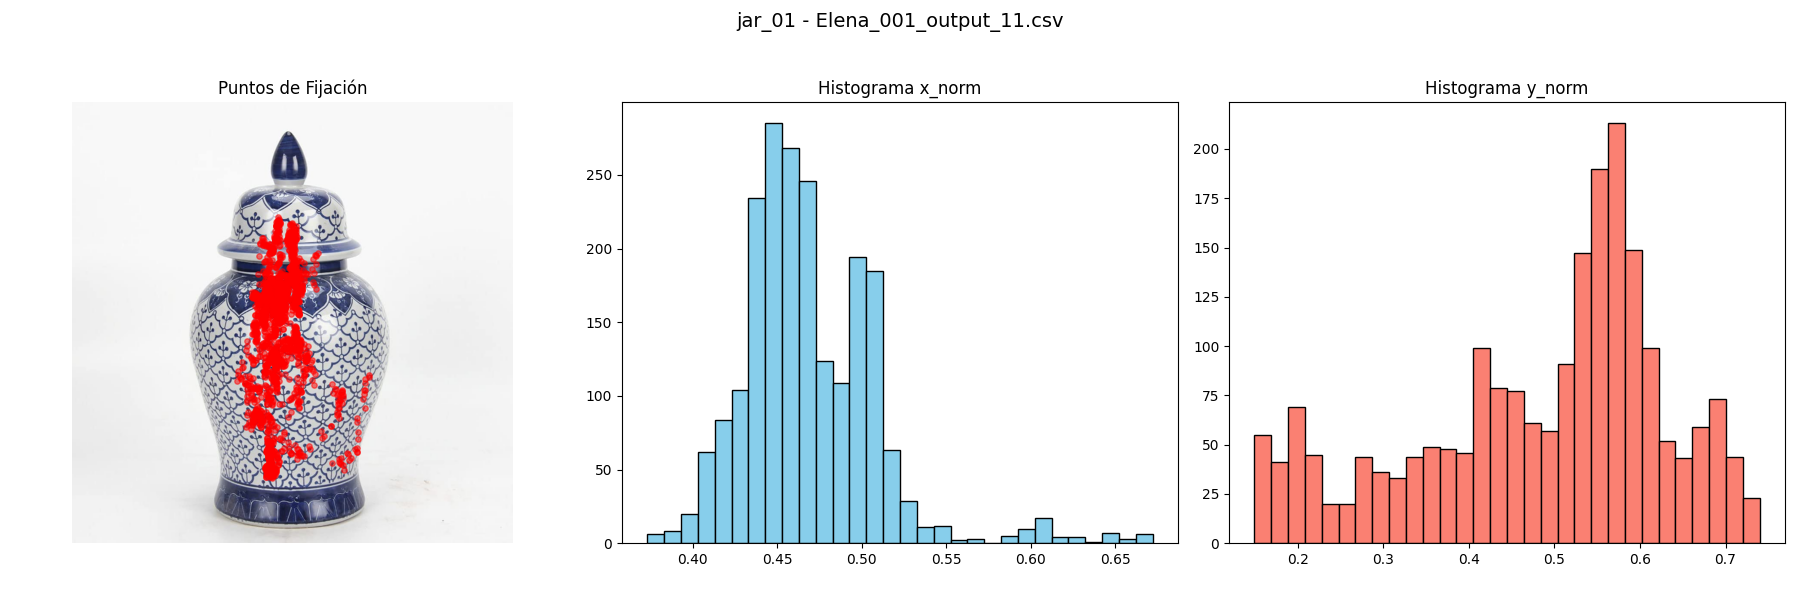 jar_01 - Elena_001_output_11.csv
Puntos de Fijación
Histograma x_norm
Histograma y_norm
250
200
150
100
50
0
0.40 0.45 0.50 0.55 0.60 0.65
200
175
150
125
100
75
50
25
0
0.2 0.3 0.4 0.5 0.6 0.7